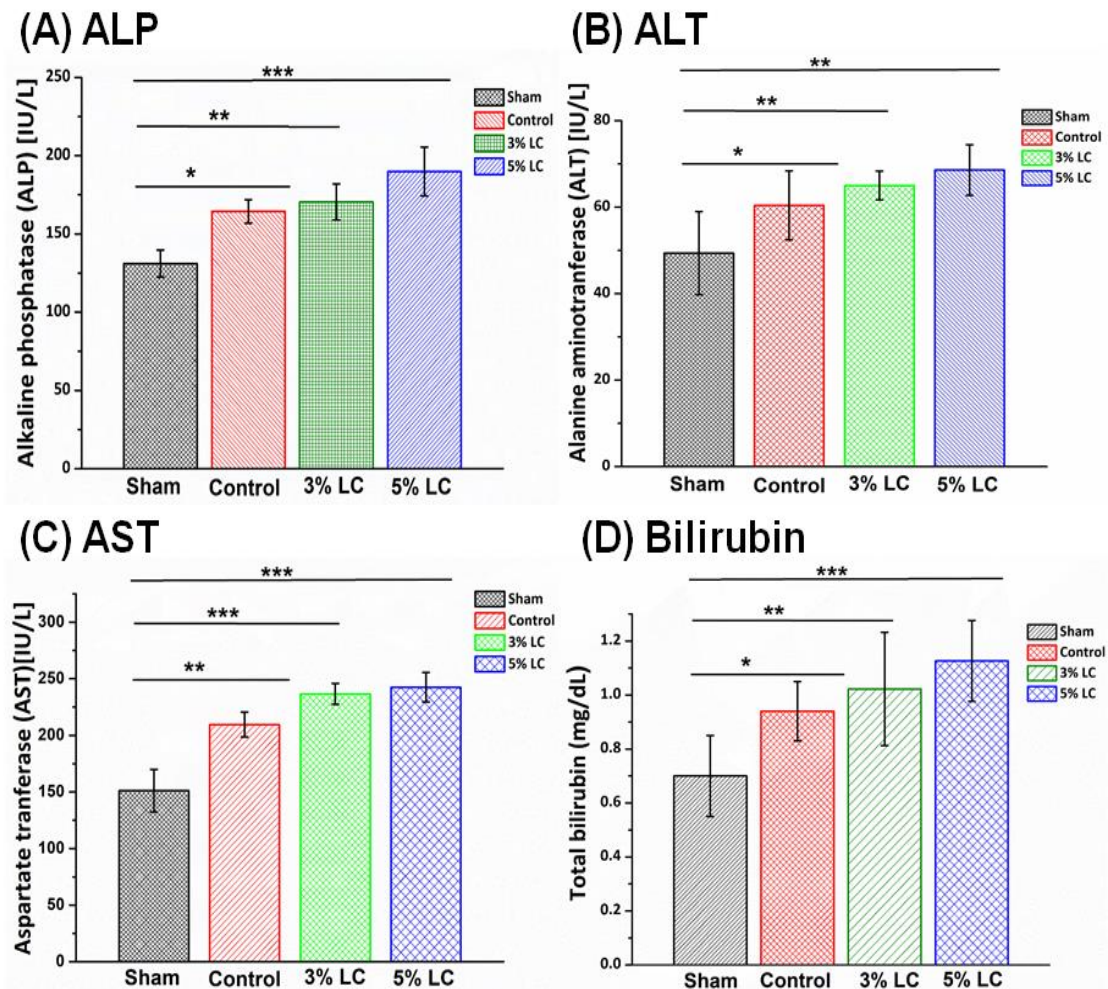 (A) ALP
Alkaline phosphatase (ALP) [IU/L]
250
200
150
100
50
0
***
**
*
Sham
Control
3% LC
5% LC
Sham Control 3% LC 5% LC
(B) ALT
Alanine aminotranferase (ALT) [IU/L]
80
60
40
20
0
**
**
*
Sham
Control
3% LC
5% LC
Sham Control 3% LC 5% LC
(C) AST
Aspartate tranferase (AST)[IU/L]
300
250
200
150
100
50
0
***
***
**
Sham
Control
3% LC
5% LC
Sham Control 3% LC 5% LC
(D) Bilirubin
Total bilirubin (mg/dL)
1.2
1.0
0.8
0.6
0.4
0.2
0.0
***
**
*
Sham
Control
3% LC
5% LC
Sham Control 3% LC 5% LC